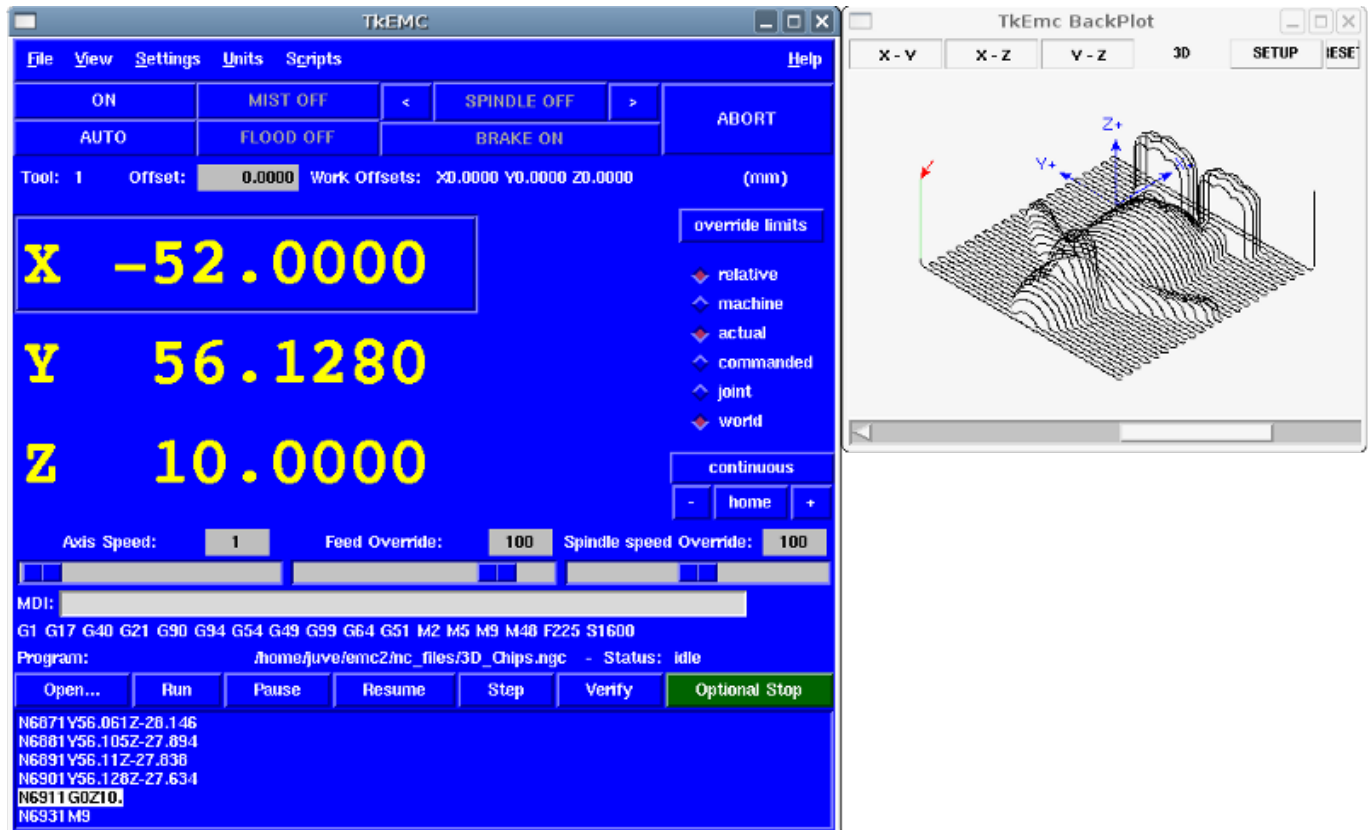 TkEMC
File View Settings Units Scripts Help
ON MIST OFF < SPINDLE OFF >
ABORT
AUTO FLOOD OFF BRAKE ON
Tool: 1 Offset: 0.0000 Work Offsets: X0.0000 Y0.0000 Z0.0000 (mm)
override limits
X -52.0000
relative
machine
actual
Y 56.1280
commanded
joint
world
Z 10.0000
continuous
- home +
Axis Speed: 1 Feed Override: 100 Spindle speed Override: 100
MDI:
G1 G17 G40 G21 G90 G94 G54 G49 G99 G64 G51 M2 M5 M9 M48 F225 S1600
Program: /home/juve/emc2/nc_files/3D_Chips.ngc - Status: idle
Open... Run Pause Resume Step Verify Optional Stop
N6871Y56.061Z-28.146
N6881Y56.105Z-27.894
N6891Y56.11Z-27.838
N6901Y56.128Z-27.634
N6911G0Z10.
N6931M9
TkEmc BackPlot
X - Y X - Z Y - Z 3D SETUP IESE
Z+
Y+